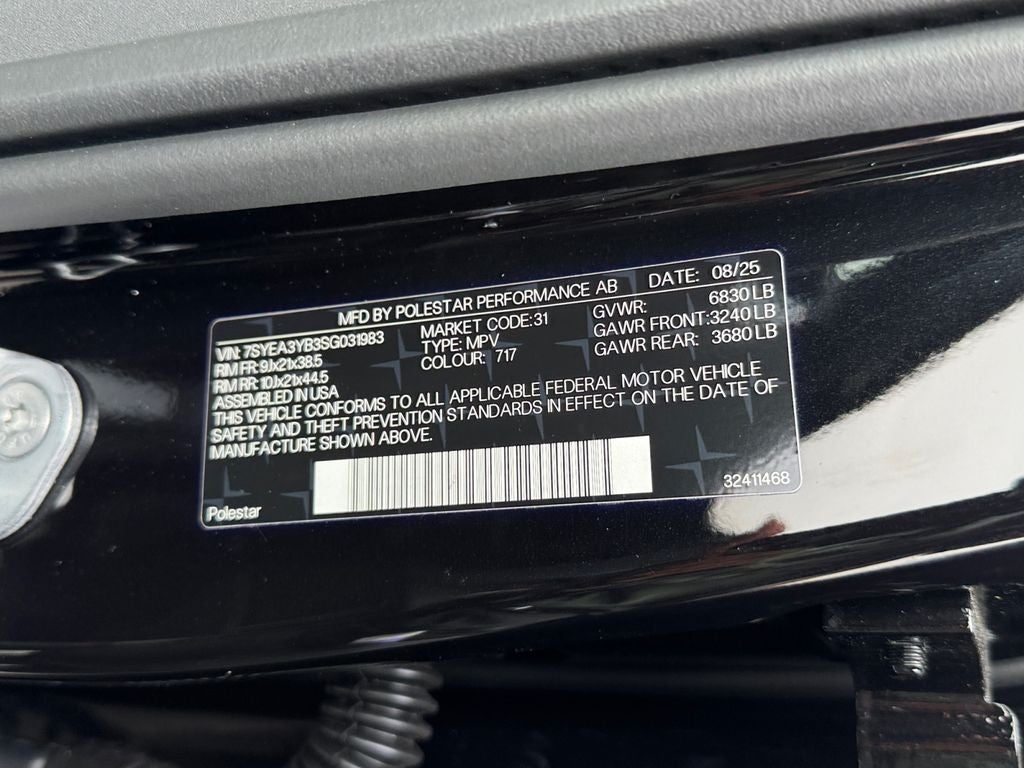 MFD BY POLESTAR PERFORMANCE AB DATE: 08/25
VIN: 7SYEA3YB3SG031983 MARKET CODE:31 GVWR: 6830 LB
RIM FR: 9Jx21x38.5 TYPE: MPV GAWR FRONT:3240 LB
RIM RR: 10Jx21x44.5 COLOUR: 717 GAWR REAR: 3680 LB
ASSEMBLED IN USA
THIS VEHICLE CONFORMS TO ALL APPLICABLE FEDERAL MOTOR VEHICLE
SAFETY AND THEFT PREVENTION STANDARDS IN EFFECT ON THE DATE OF
MANUFACTURE SHOWN ABOVE.
Polestar 32411468